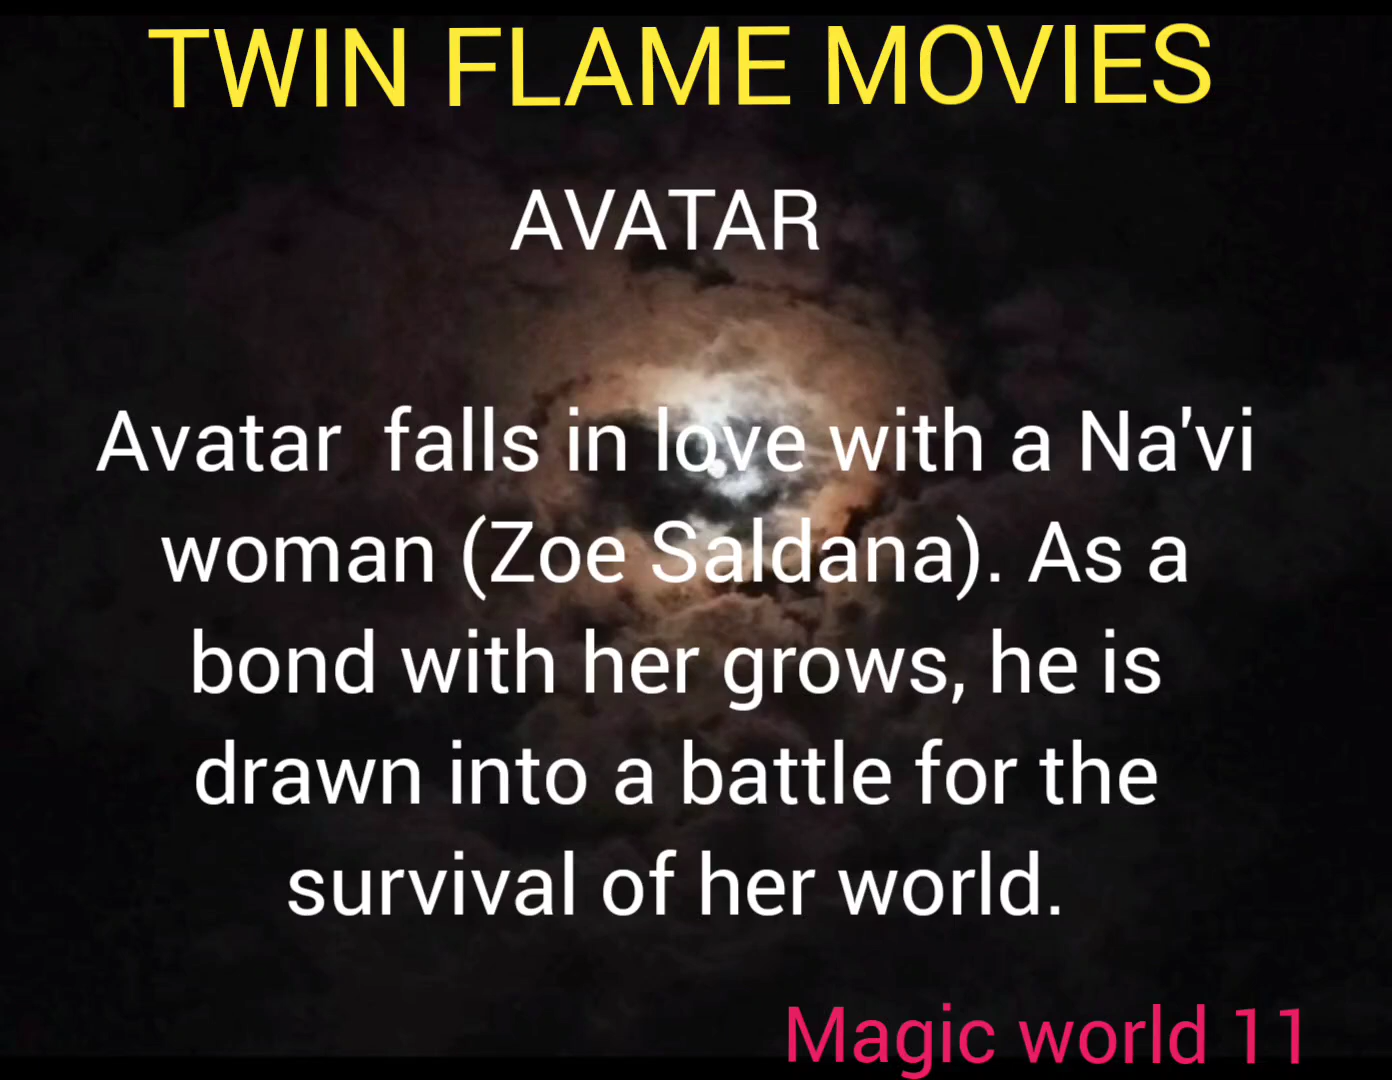 TWIN FLAME MOVIES
AVATAR
Avatar  falls in love with a Na'vi
woman (Zoe Saldana). As a
bond with her grows, he is
drawn into a battle for the
survival of her world.
Magic world 11